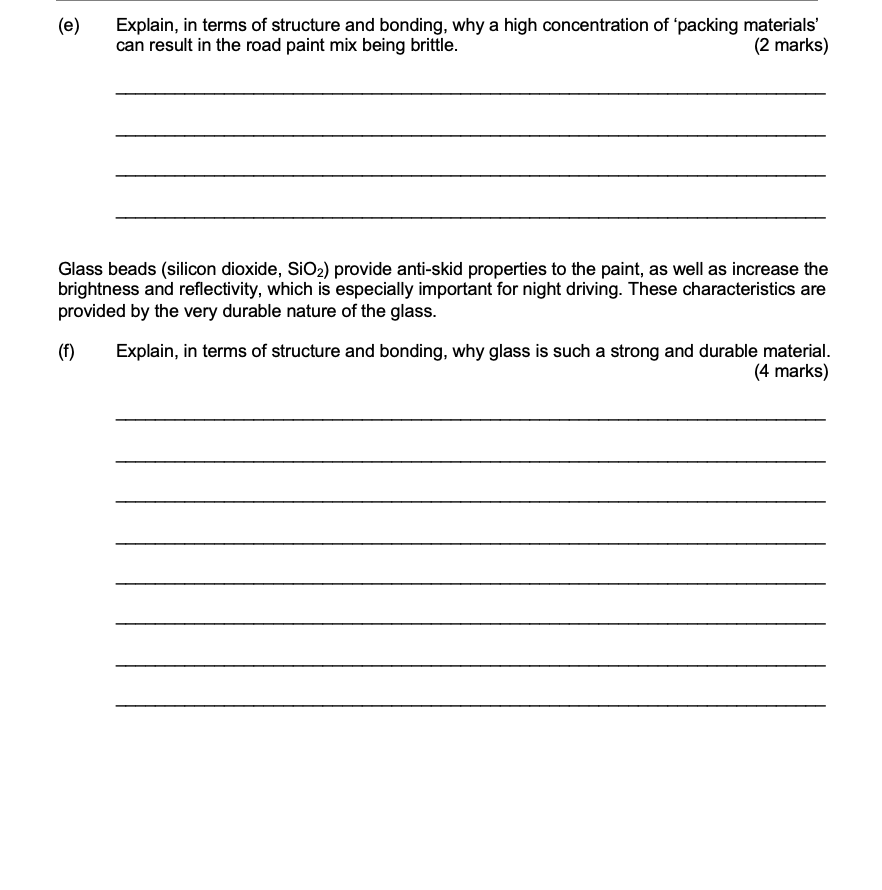 (e) Explain, in terms of structure and bonding, why a high concentration of ‘packing materials’
can result in the road paint mix being brittle. (2 marks)
Glass beads (silicon dioxide, SiO₂) provide anti-skid properties to the paint, as well as increase the
brightness and reflectivity, which is especially important for night driving. These characteristics are
provided by the very durable nature of the glass.
(f) Explain, in terms of structure and bonding, why glass is such a strong and durable material.
(4 marks)